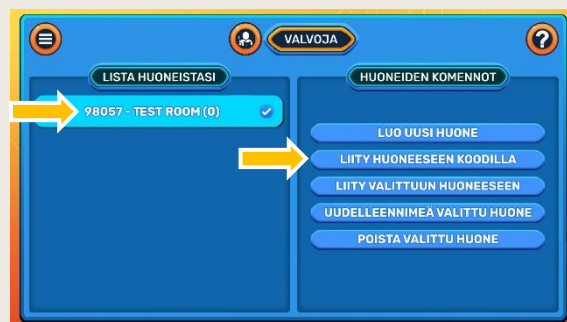 VALVOJA
?
LISTA HUONEISTASI
98057 - TEST ROOM (0)
HUONEIDEN KOMENNOT
LUO UUSI HUONE
LIITY HUONEESEEN KOODILLA
LIITY VALITTUUN HUONEESEEN
UUDELLEENNIMEÄ VALITTU HUONE
POISTA VALITTU HUONE